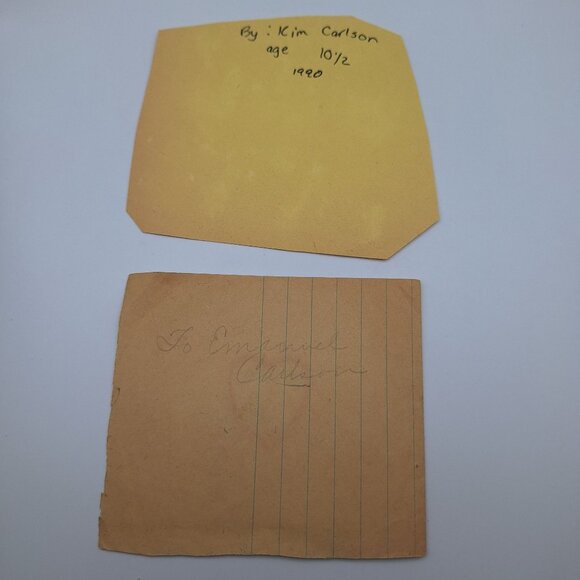 By: Kim Carlson
age 10½
1990
To Emanuel
Carlson